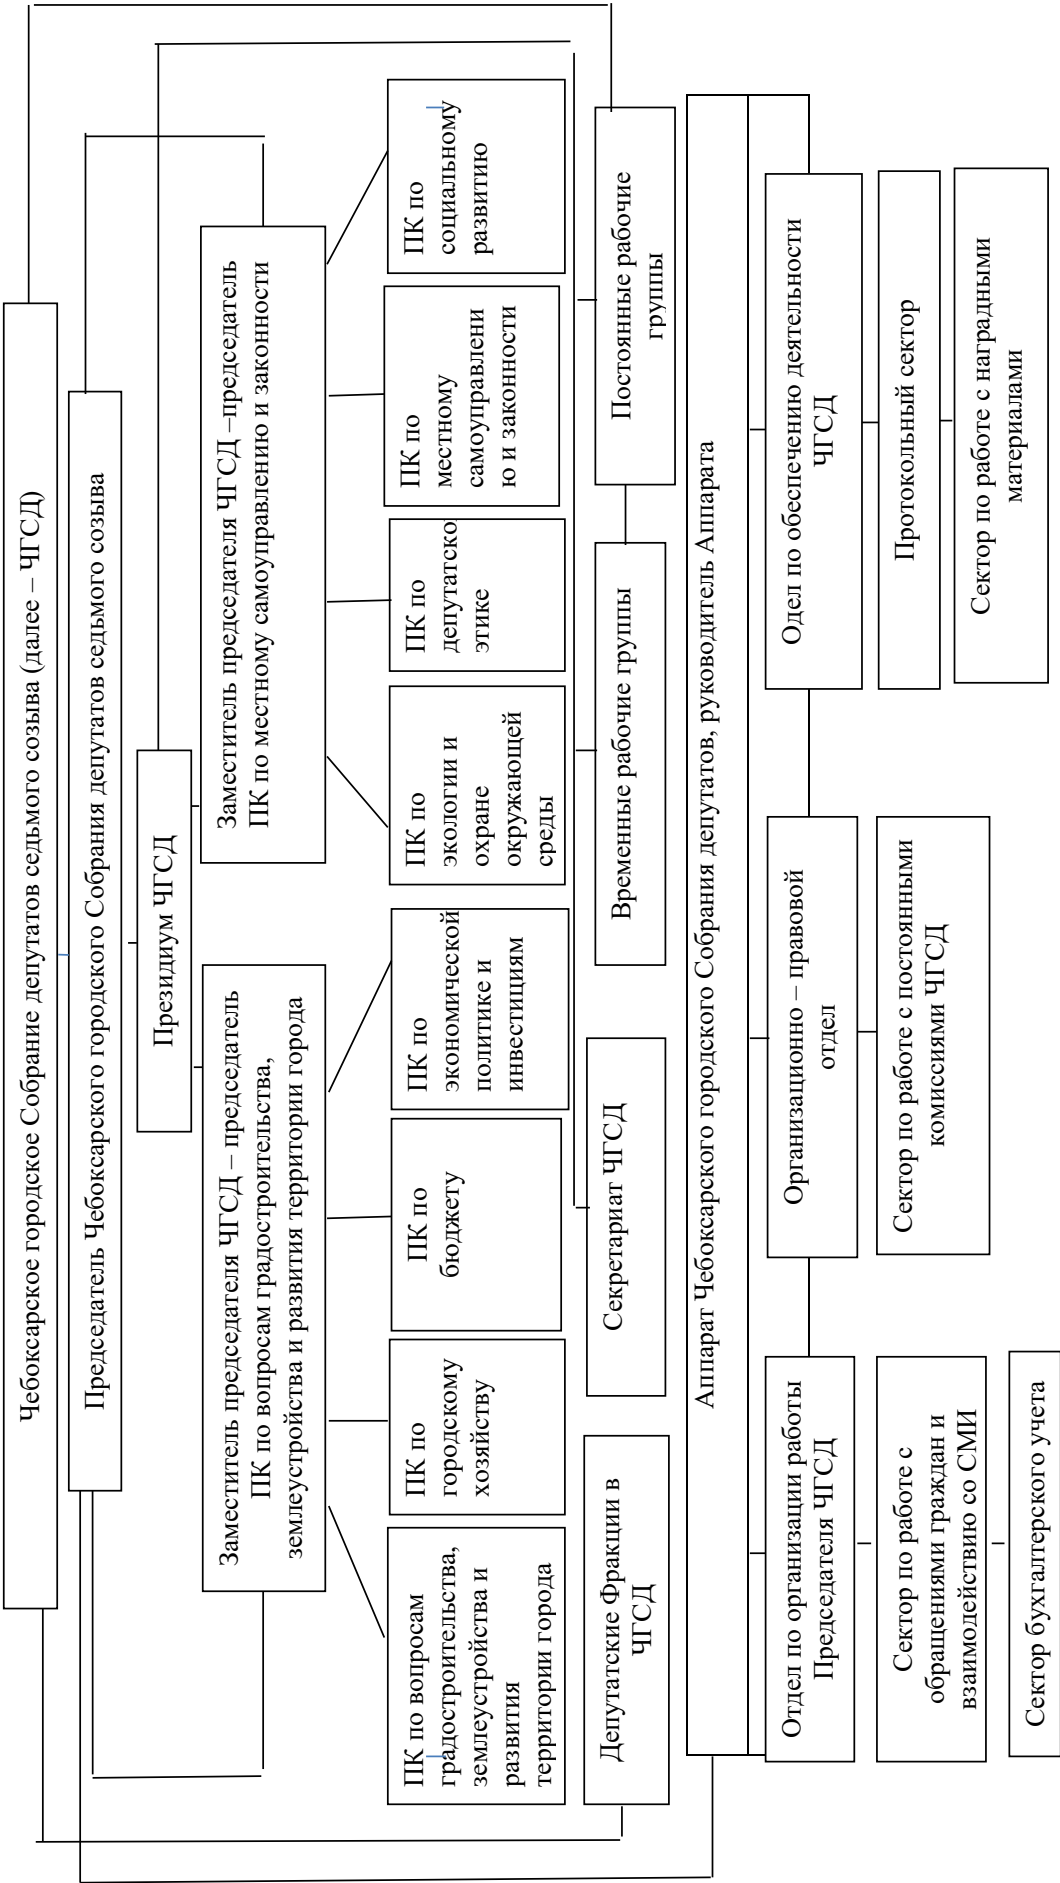 Чебоксарское городское Собрание депутатов седьмого созыва (далее – ЧГСД)
Председатель Чебоксарского городского Собрания депутатов седьмого созыва
Президиум ЧГСД
Заместитель председателя ЧГСД – председатель
ПК по вопросам градостроительства,
землеустройства и развития территории города
Заместитель председателя ЧГСД –председатель
ПК по местному самоуправлению и законности
ПК по вопросам
градостроительства,
землеустройства и
развития
территории города
ПК по
городскому
хозяйству
ПК по
бюджету
ПК по
экономической
политике и
инвестициям
ПК по
экологии и
охране
окружающей
среды
ПК по
депутатско
этике
ПК по
местному
самоуправлени
ю и законности
ПК по
социальному
развитию
Депутатские Фракции в
ЧГСД
Секретариат ЧГСД
Временные рабочие группы
Постоянные рабочие
группы
Аппарат Чебоксарского городского Собрания депутатов, руководитель Аппарата
Отдел по организации работы
Председателя ЧГСД
Организационно – правовой
отдел
Одел по обеспечению деятельности
ЧГСД
Сектор по работе с
обращениями граждан и
взаимодействию со СМИ
Сектор по работе с постоянными
комиссиями ЧГСД
Протокольный сектор
Сектор по работе с наградными
материалами
Сектор бухгалтерского учета